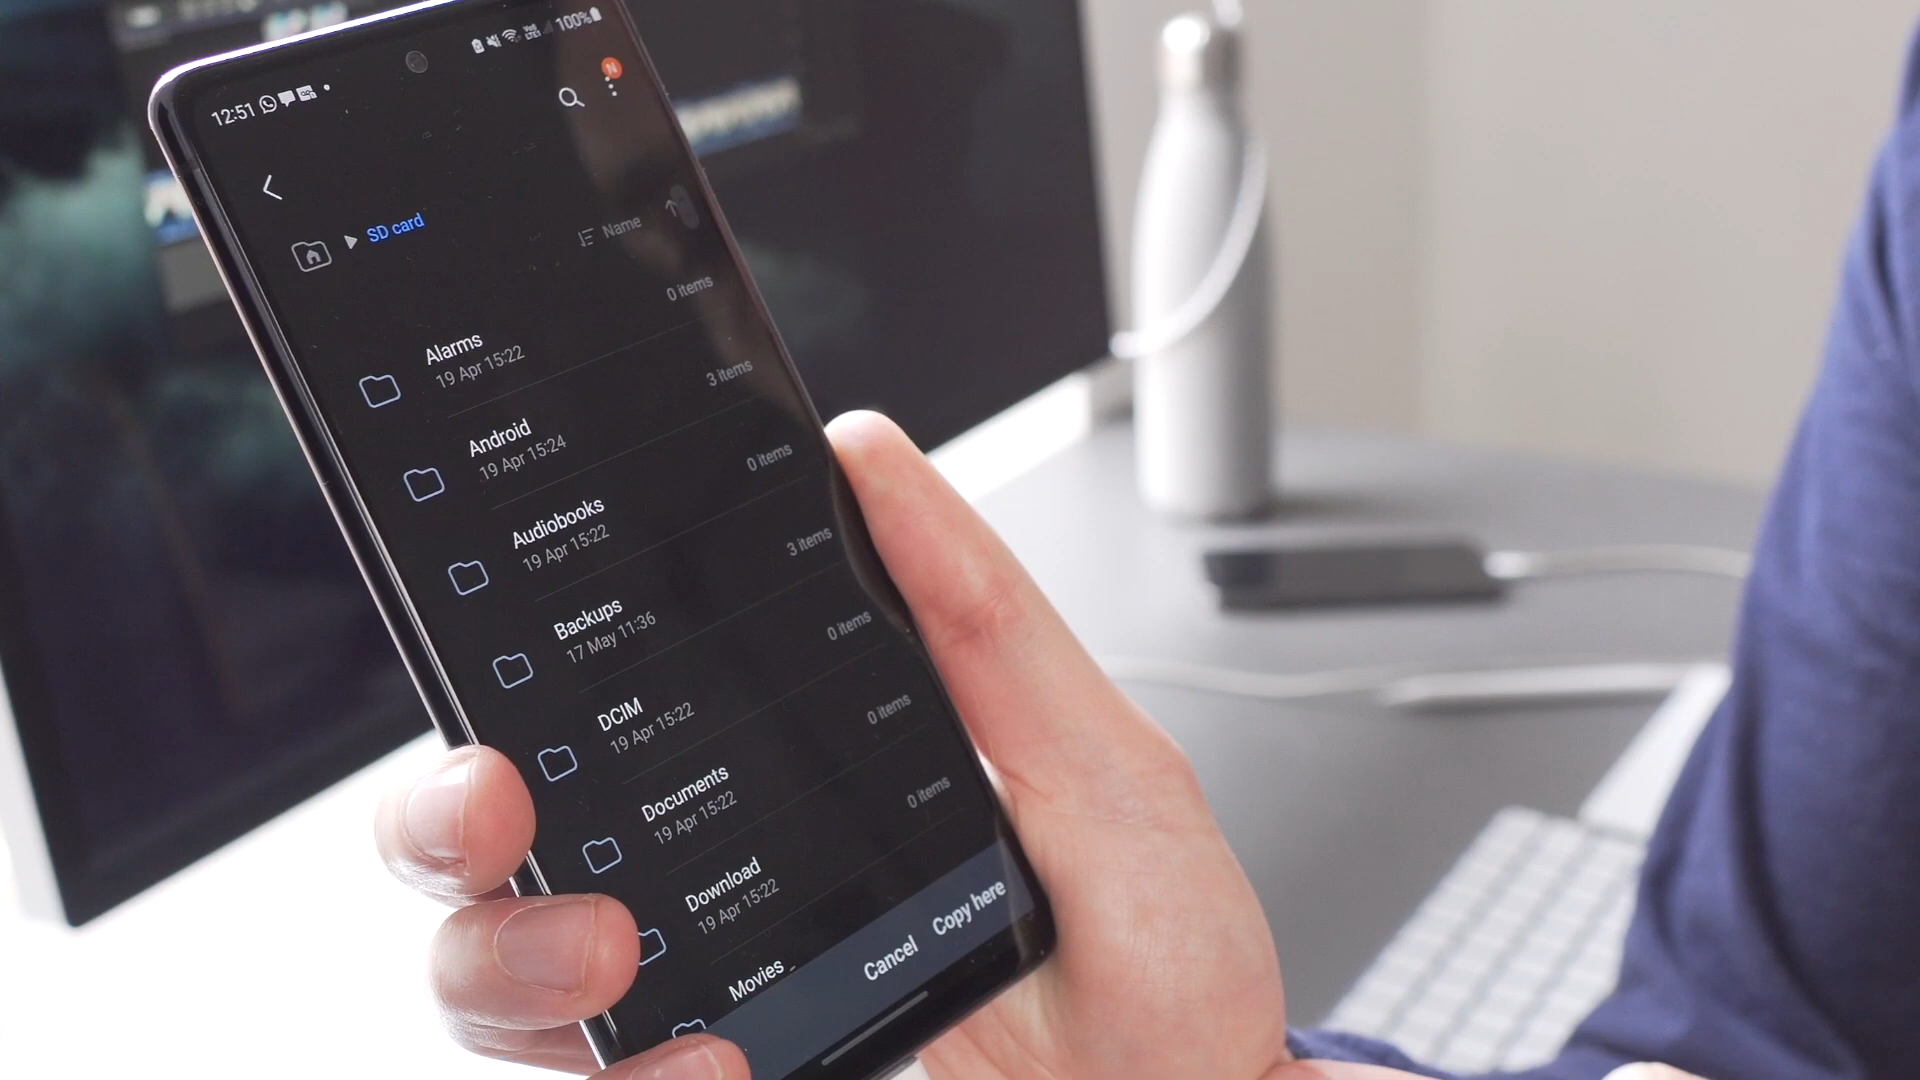 12:51
100%
N
SD card
Name
Alarms
19 Apr 15:22
0 items
Android
19 Apr 15:24
3 items
Audiobooks
19 Apr 15:22
0 items
Backups
17 May 11:36
3 items
DCIM
19 Apr 15:22
0 items
Documents
19 Apr 15:22
0 items
Download
19 Apr 15:22
0 items
Movies
Cancel
Copy here